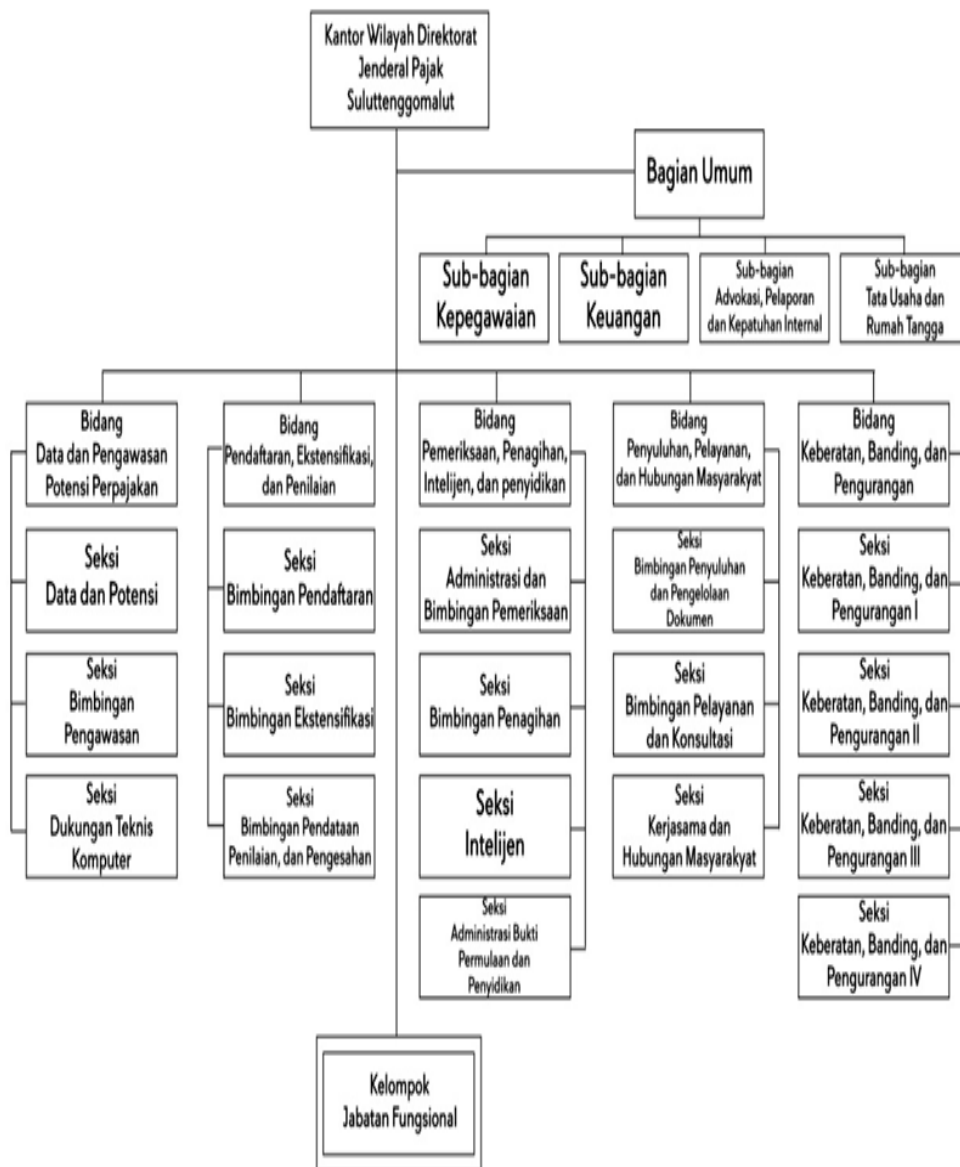 Kantor Wilayah Direktorat
Jenderal Pajak
Suluttenggomalut
Bagian Umum
Sub-bagian
Kepegawaian
Sub-bagian
Keuangan
Sub-bagian
Advokasi, Pelaporan
dan Kepatuhan Internal
Sub-bagian
Tata Usaha dan
Rumah Tangga
Bidang
Data dan Pengawasan
Potensi Perpajakan
Bidang
Pendaftaran, Ekstensifikasi,
dan Penilaian
Bidang
Pemeriksaan, Penagihan,
Intelijen, dan penyidikan
Bidang
Penyuluhan, Pelayanan,
dan Hubungan Masyarakyat
Bidang
Keberatan, Banding, dan
Pengurangan
Seksi
Data dan Potensi
Seksi
Bimbingan Pendaftaran
Seksi
Administrasi dan
Bimbingan Pemeriksaan
Seksi
Bimbingan Penyuluhan
dan Pengelolaan
Dokumen
Seksi
Keberatan, Banding, dan
Pengurangan I
Seksi
Bimbingan
Pengawasan
Seksi
Bimbingan Ekstensifikasi
Seksi
Bimbingan Penagihan
Seksi
Bimbingan Pelayanan
dan Konsultasi
Seksi
Keberatan, Banding, dan
Pengurangan II
Seksi
Dukungan Teknis
Komputer
Seksi
Bimbingan Pendataan
Penilaian, dan Pengesahan
Seksi
Intelijen
Seksi
Kerjasama dan
Hubungan Masyarakyat
Seksi
Keberatan, Banding, dan
Pengurangan III
Seksi
Administrasi Bukti
Permulaan dan
Penyidikan
Seksi
Keberatan, Banding, dan
Pengurangan IV
Kelompok
Jabatan Fungsional